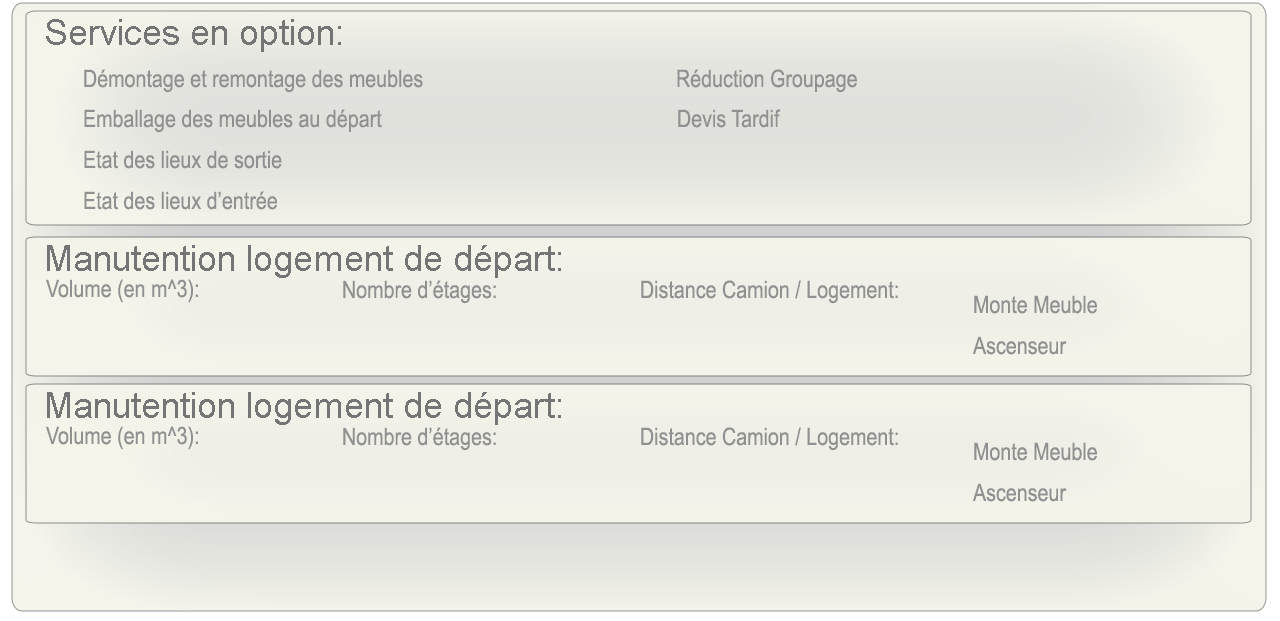 Services en option:
Démontage et remontage des meubles
Réduction Groupage
Emballage des meubles au départ
Devis Tardif
Etat des lieux de sortie
Etat des lieux d’entrée
Manutention logement de départ:
Volume (en m^3):
Nombre d’étages:
Distance Camion / Logement:
Monte Meuble
Ascenseur
Manutention logement de départ:
Volume (en m^3):
Nombre d’étages:
Distance Camion / Logement:
Monte Meuble
Ascenseur